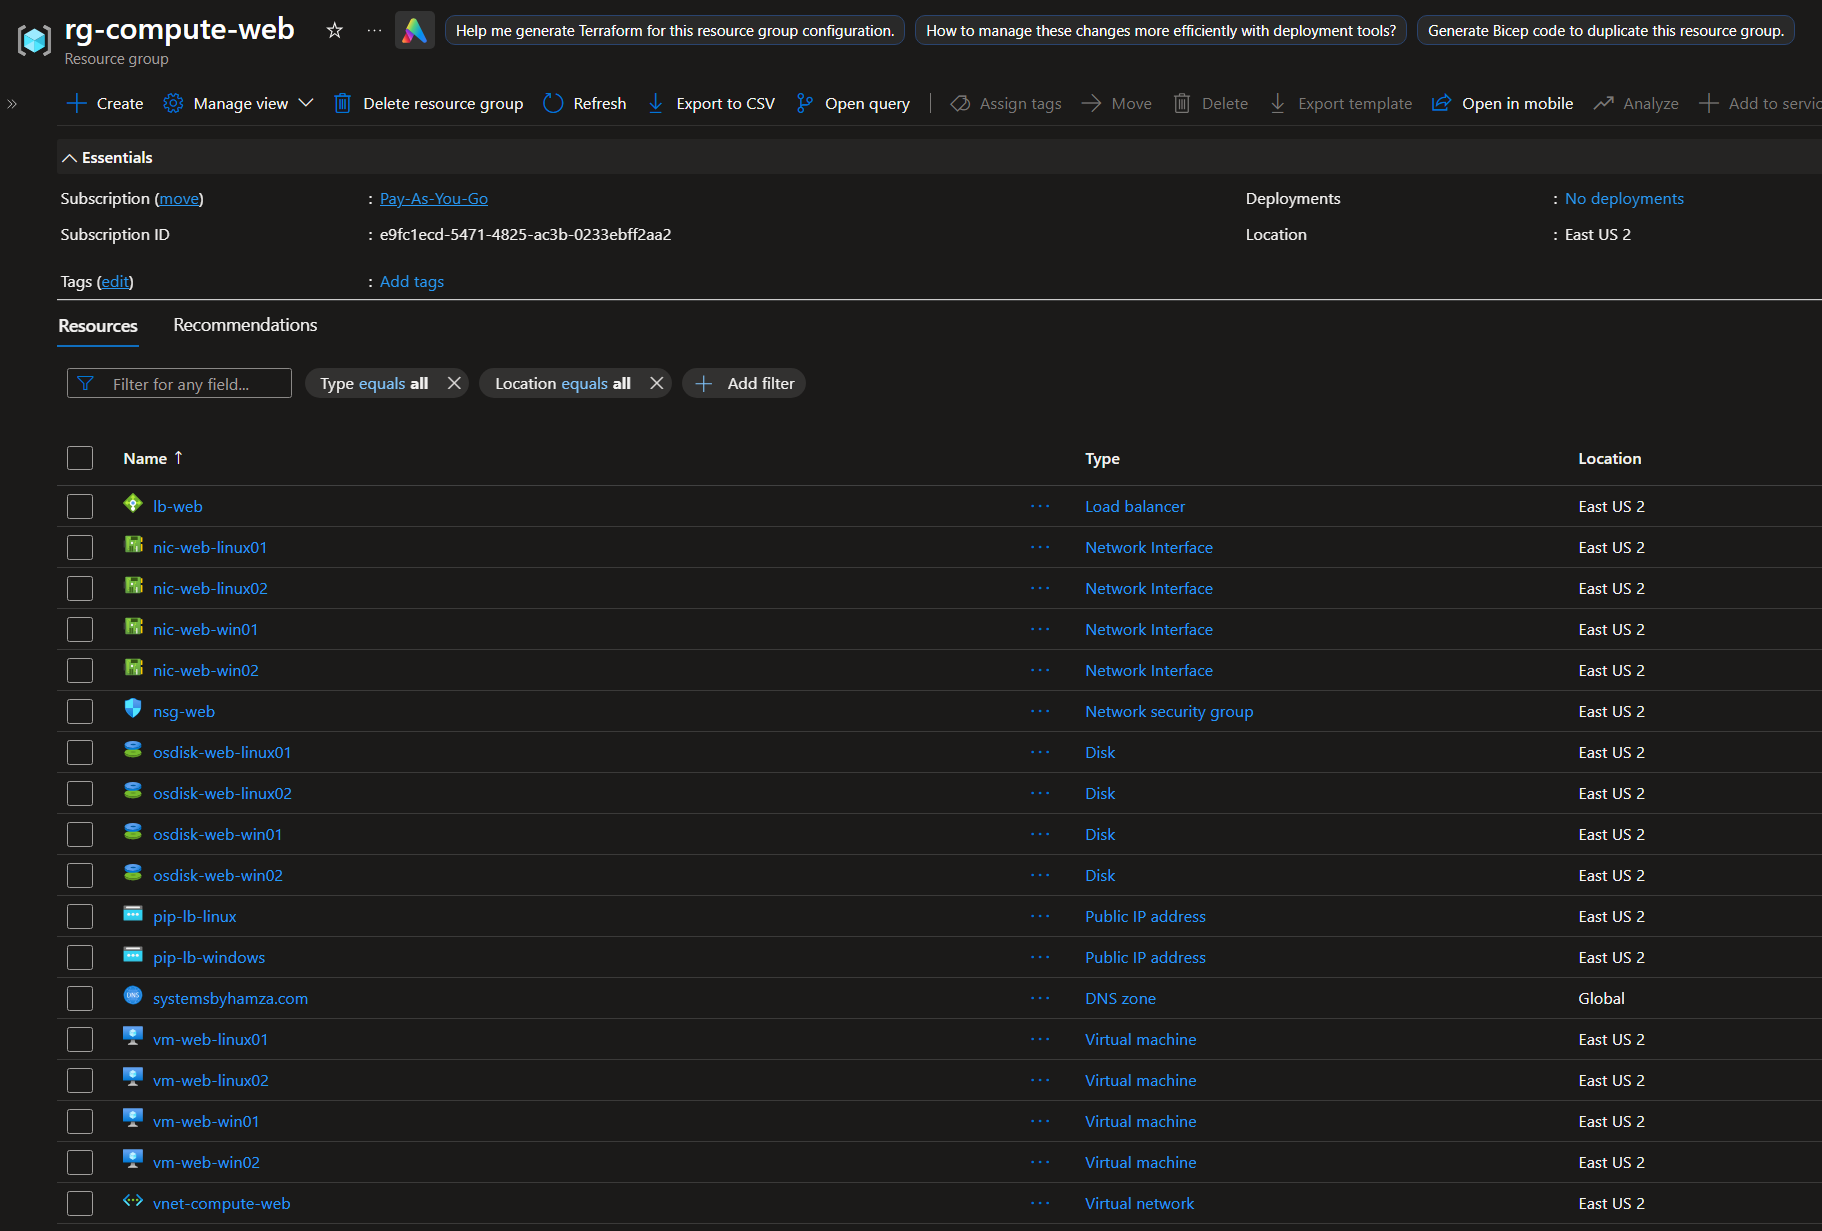 rg-compute-web
Help me generate Terraform for this resource group configuration.
How to manage these changes more efficiently with deployment tools?
Generate Bicep code to duplicate this resource group.
Resource group
Create Manage view Delete resource group Refresh Export to CSV Open query Assign tags Move Delete Export template Open in mobile Analyze Add to servic
Essentials
Subscription (move) : Pay-As-You-Go Deployments : No deployments
Subscription ID : e9fc1ecd-5471-4825-ac3b-0233ebff2aa2 Location : East US 2
Tags (edit) : Add tags
Resources Recommendations
Filter for any field... Type equals all Location equals all Add filter
Name ↑ Type Location
lb-web ··· Load balancer East US 2
nic-web-linux01 ··· Network Interface East US 2
nic-web-linux02 ··· Network Interface East US 2
nic-web-win01 ··· Network Interface East US 2
nic-web-win02 ··· Network Interface East US 2
nsg-web ··· Network security group East US 2
osdisk-web-linux01 ··· Disk East US 2
osdisk-web-linux02 ··· Disk East US 2
osdisk-web-win01 ··· Disk East US 2
osdisk-web-win02 ··· Disk East US 2
pip-lb-linux ··· Public IP address East US 2
pip-lb-windows ··· Public IP address East US 2
systemsbyhamza.com ··· DNS zone Global
vm-web-linux01 ··· Virtual machine East US 2
vm-web-linux02 ··· Virtual machine East US 2
vm-web-win01 ··· Virtual machine East US 2
vm-web-win02 ··· Virtual machine East US 2
vnet-compute-web ··· Virtual network East US 2